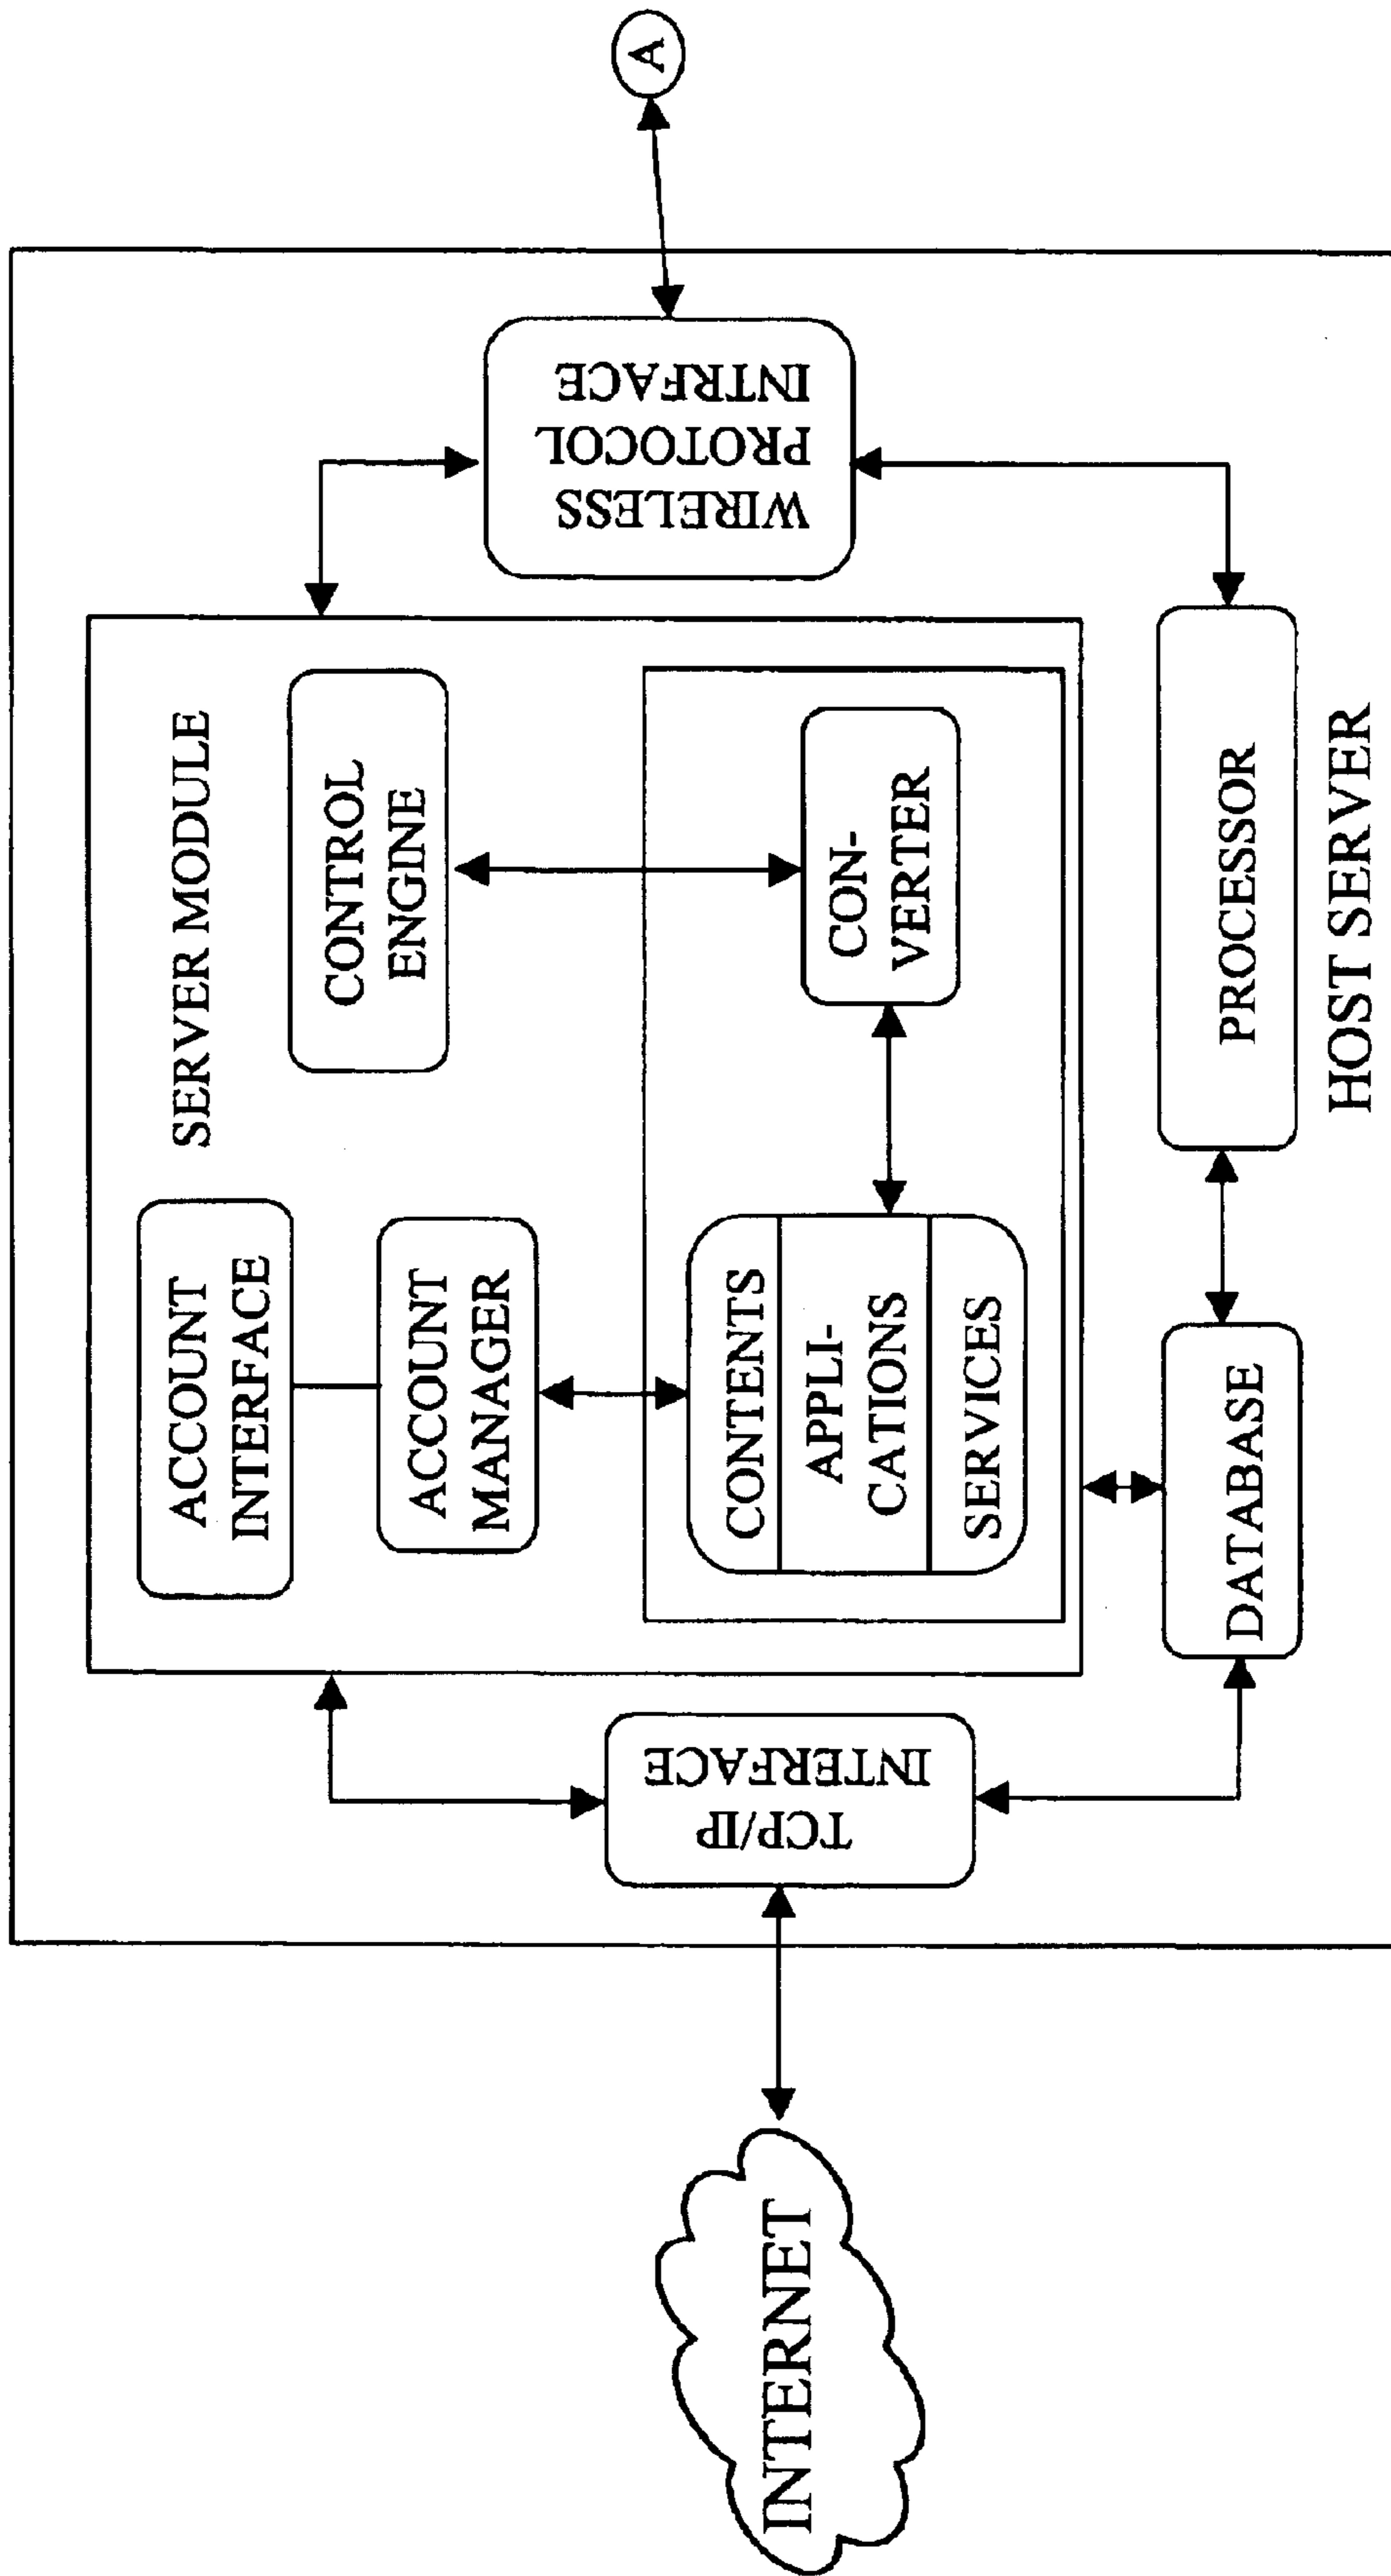 SERVER MODULE
ACCOUNT
INTERFACE
CONTROL
ENGINE
ACCOUNT
MANAGER
CONTENTS
APPLI-
CATIONS
SERVICES
CON-
VERTER
INTERNET
TCP/IP
INTERFACE
WIRELESS
PROTOCOL
INTRFACE
A
DATABASE
PROCESSOR
HOST SERVER